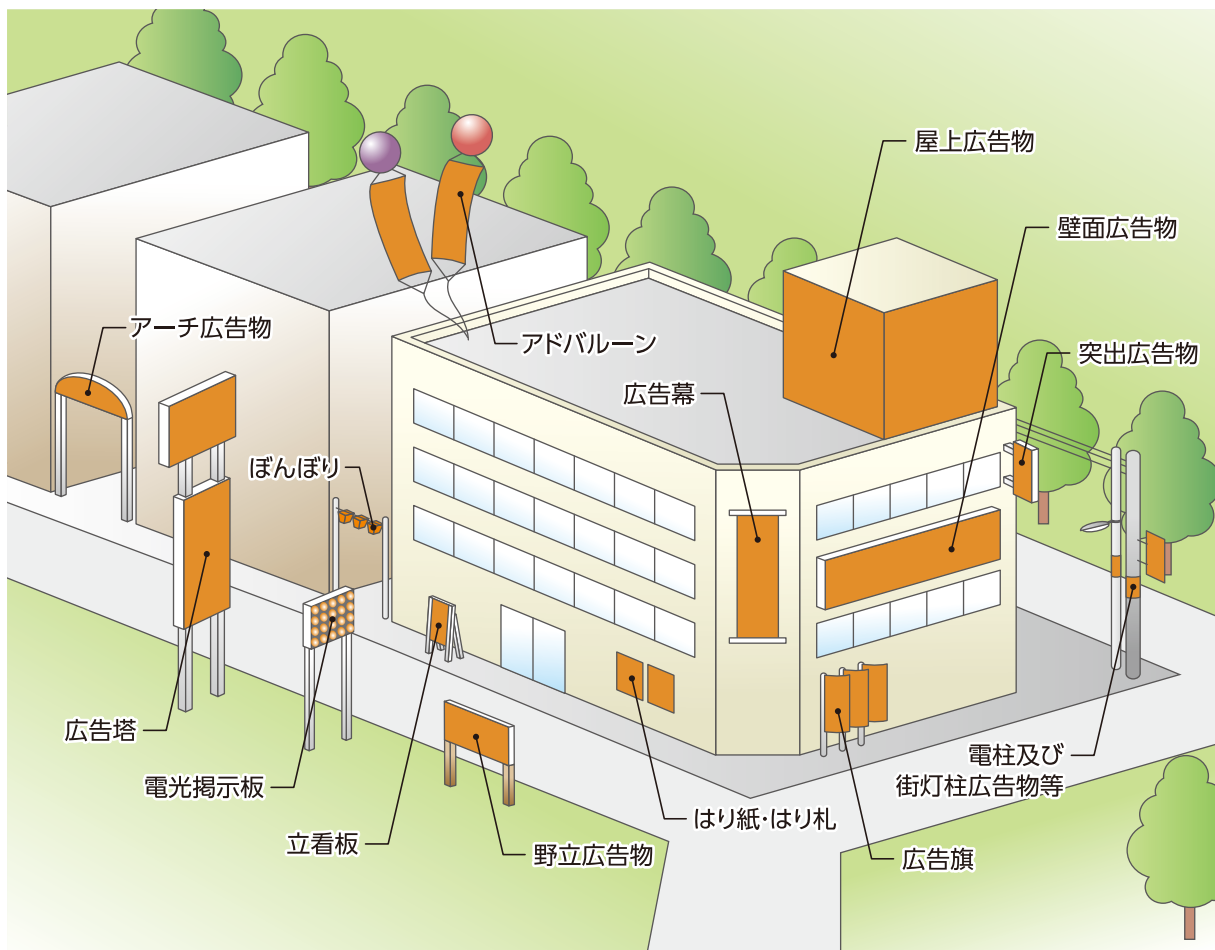 屋上広告物
壁面広告物
アーチ広告物
アドバルーン
突出広告物
広告幕
ぼんぼり
広告塔
電光掲示板
立看板
野立広告物
はり紙・はり札
広告旗
電柱及び
街灯柱広告物等